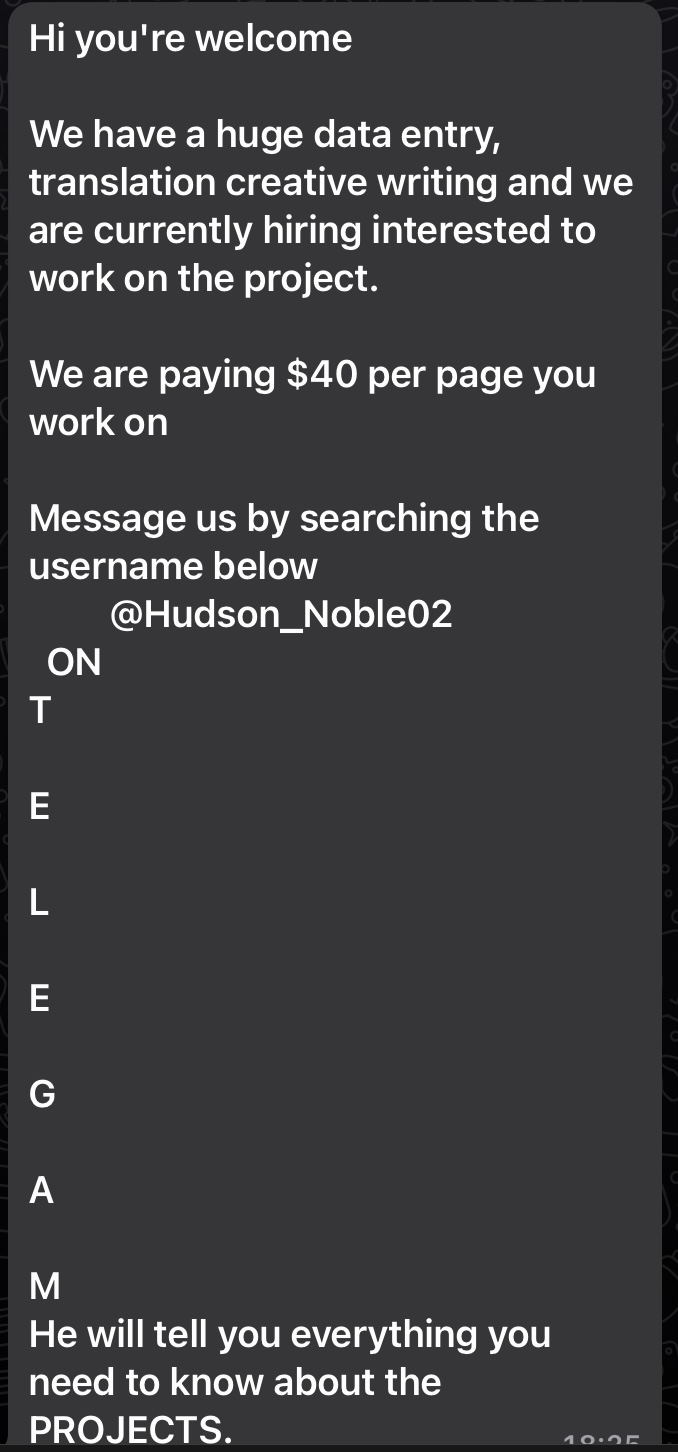 Hi you're welcome
We have a huge data entry,
translation creative writing and we
are currently hiring interested to
work on the project.
We are paying $40 per page you
work on
Message us by searching the
username below
@Hudson_Noble02
ON
T
E
L
E
G
A
M
He will tell you everything you
need to know about the
PROJECTS.